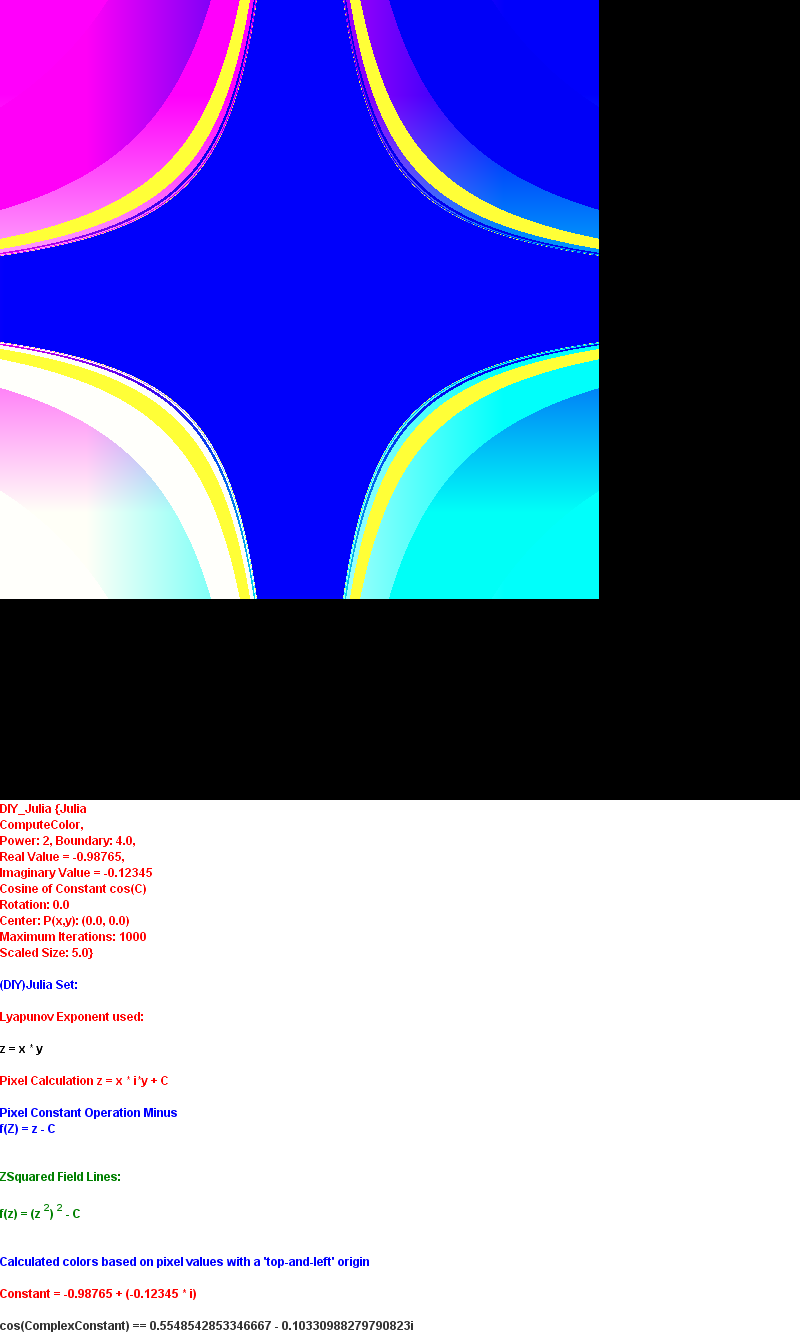 DIY_Julia {Julia
ComputeColor,
Power: 2, Boundary: 4.0,
Real Value = -0.98765,
Imaginary Value = -0.12345
Cosine of Constant cos(C)
Rotation: 0.0
Center: P(x,y): (0.0, 0.0)
Maximum Iterations: 1000
Scaled Size: 5.0}
(DIY)Julia Set:
Lyapunov Exponent used:
z = x * y
Pixel Calculation z = x * i*y + C
Pixel Constant Operation Minus
f(Z) = z - C
ZSquared Field Lines:
f(z) = (z 2) 2 - C
Calculated colors based on pixel values with a 'top-and-left' origin
Constant = -0.98765 + (-0.12345 * i)
cos(ComplexConstant) == 0.5548542853346667 - 0.10330988279790823i